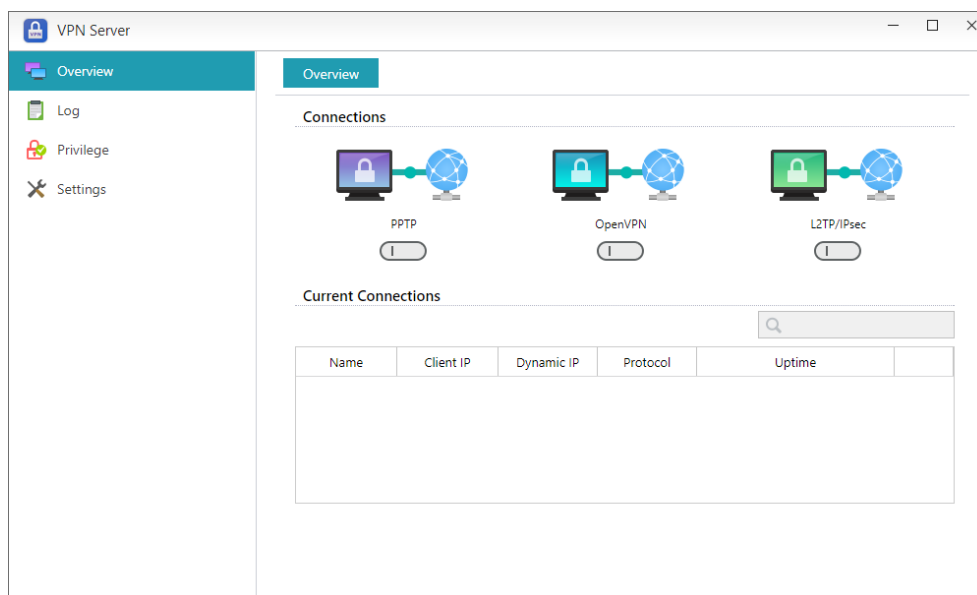 VPN Server
Overview
Log
Privilege
Settings
Overview
Connections
PPTP
OpenVPN
L2TP/IPsec
Current Connections
Name Client IP Dynamic IP Protocol Uptime